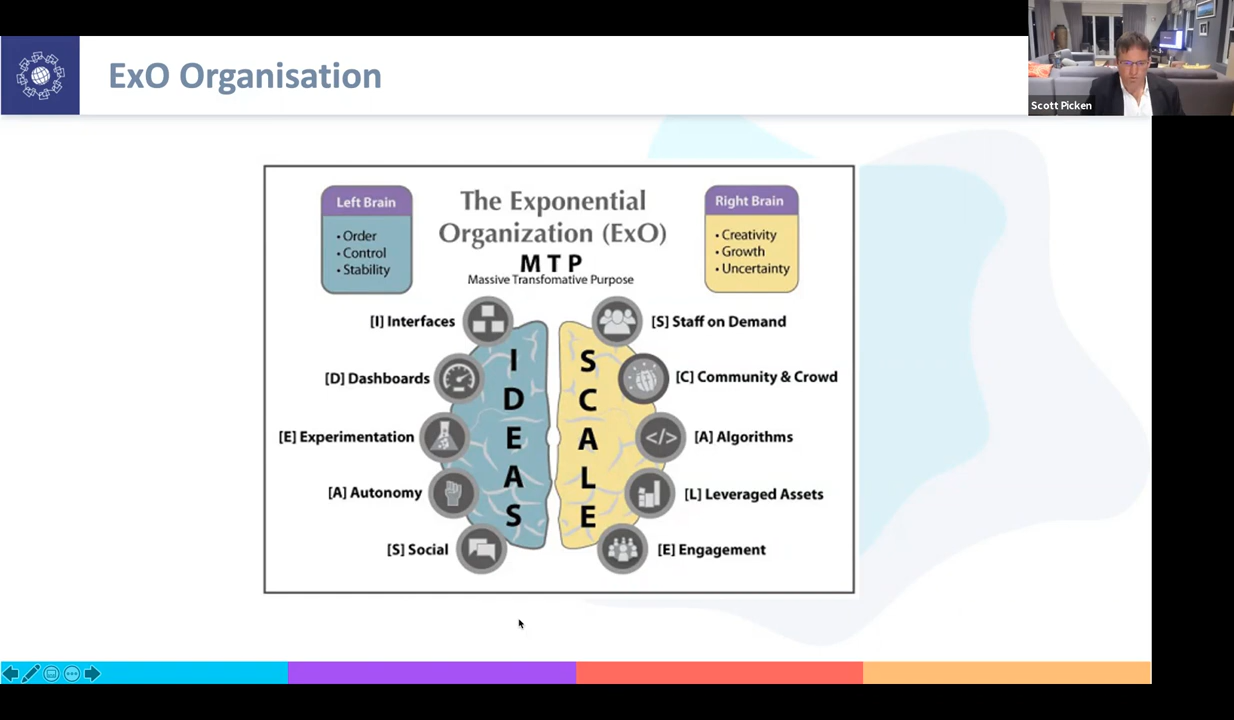 ExO Organisation
Scott Picken
Left Brain
• Order
• Control
• Stability
The Exponential
Organization (ExO)
MTP
Massive Transfomative Purpose
Right Brain
• Creativity
• Growth
• Uncertainty
[I] Interfaces
[D] Dashboards
[E] Experimentation
[A] Autonomy
[S] Social
I
D
E
A
S
S
C
A
L
E
[S] Staff on Demand
[C] Community & Crowd
</>
[A] Algorithms
[L] Leveraged Assets
[E] Engagement